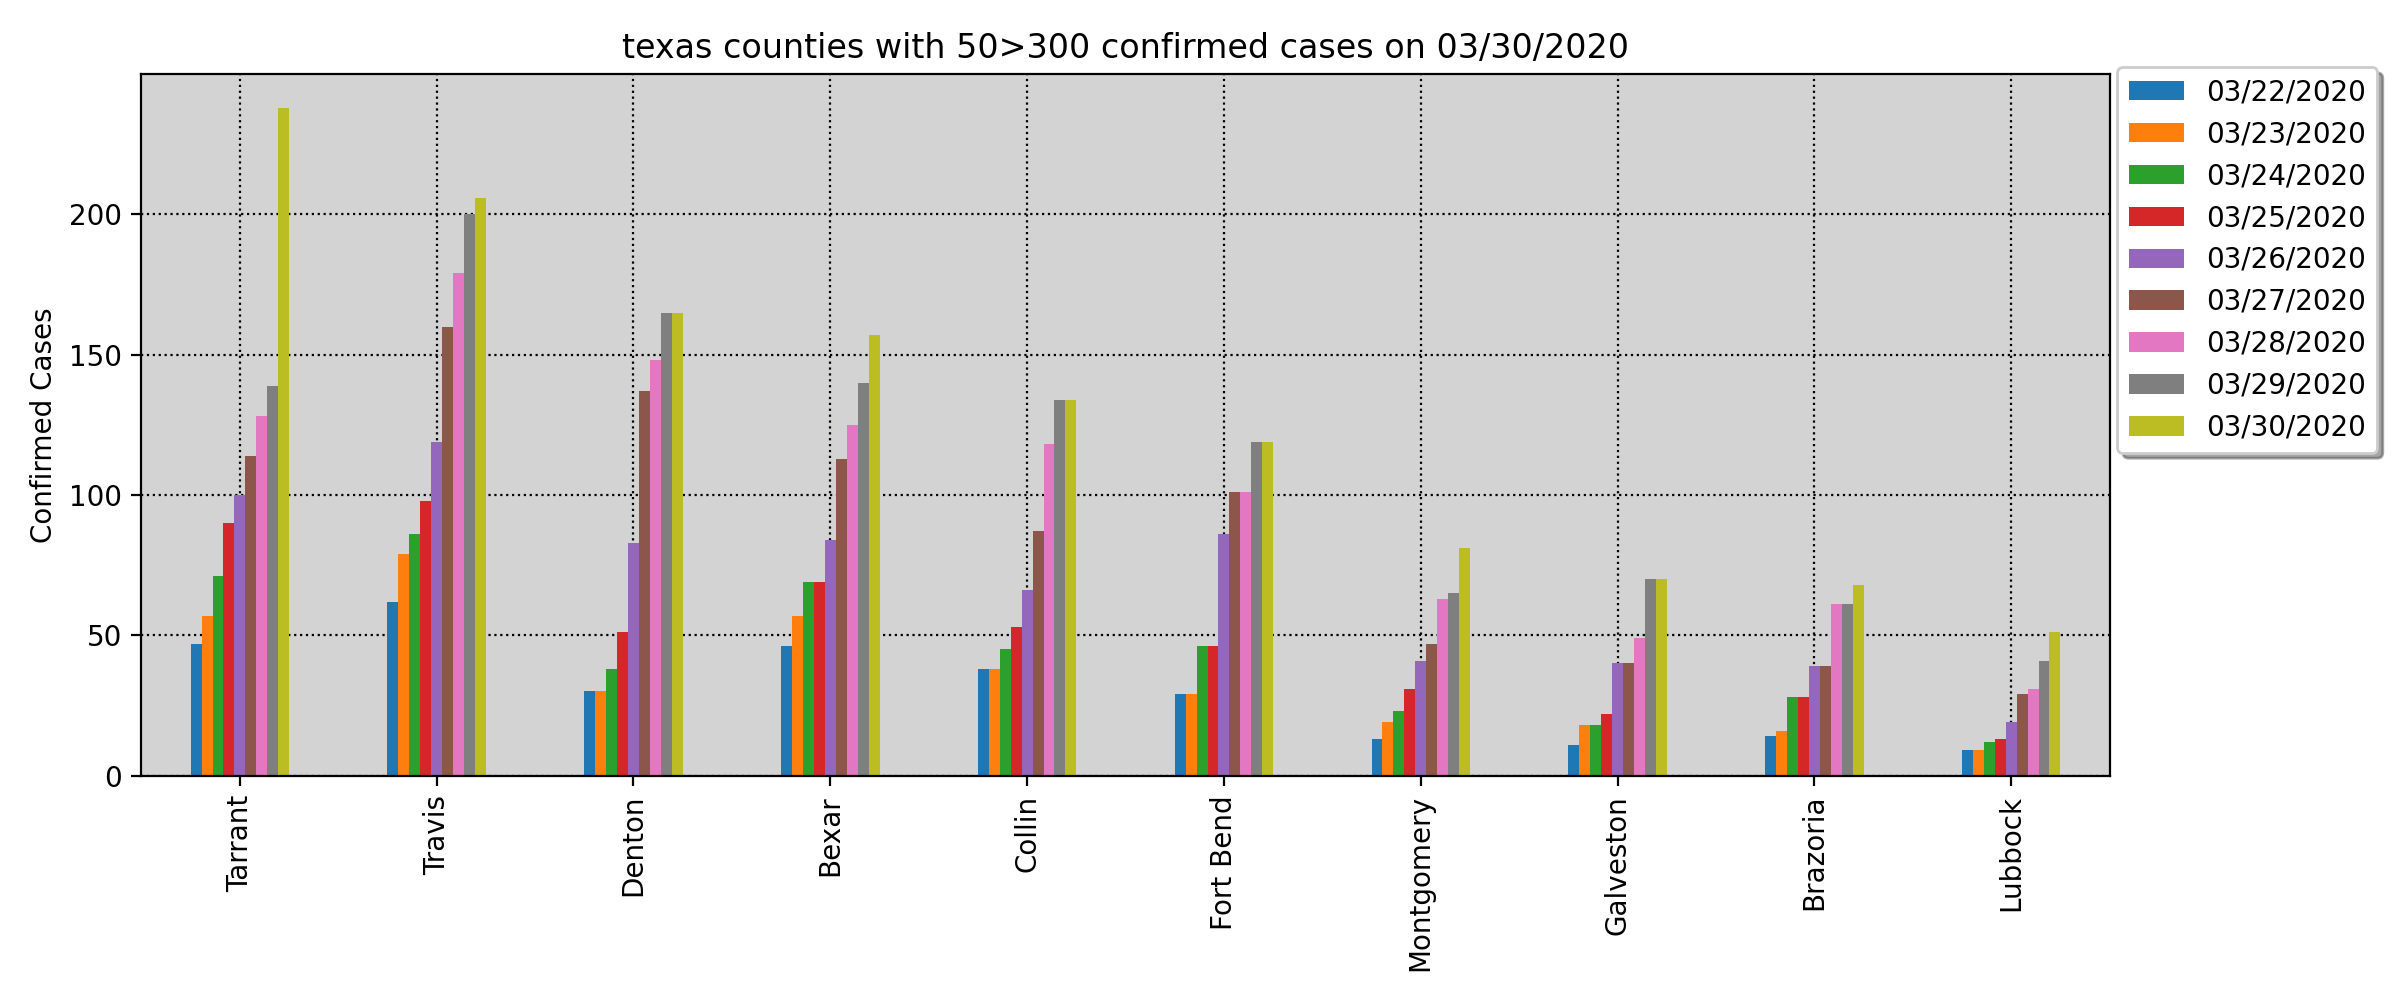 texas counties with 50>300 confirmed cases on 03/30/2020
Confirmed Cases
200
150
100
50
0
Tarrant
Travis
Denton
Bexar
Collin
Fort Bend
Montgomery
Galveston
Brazoria
Lubbock
03/22/2020
03/23/2020
03/24/2020
03/25/2020
03/26/2020
03/27/2020
03/28/2020
03/29/2020
03/30/2020